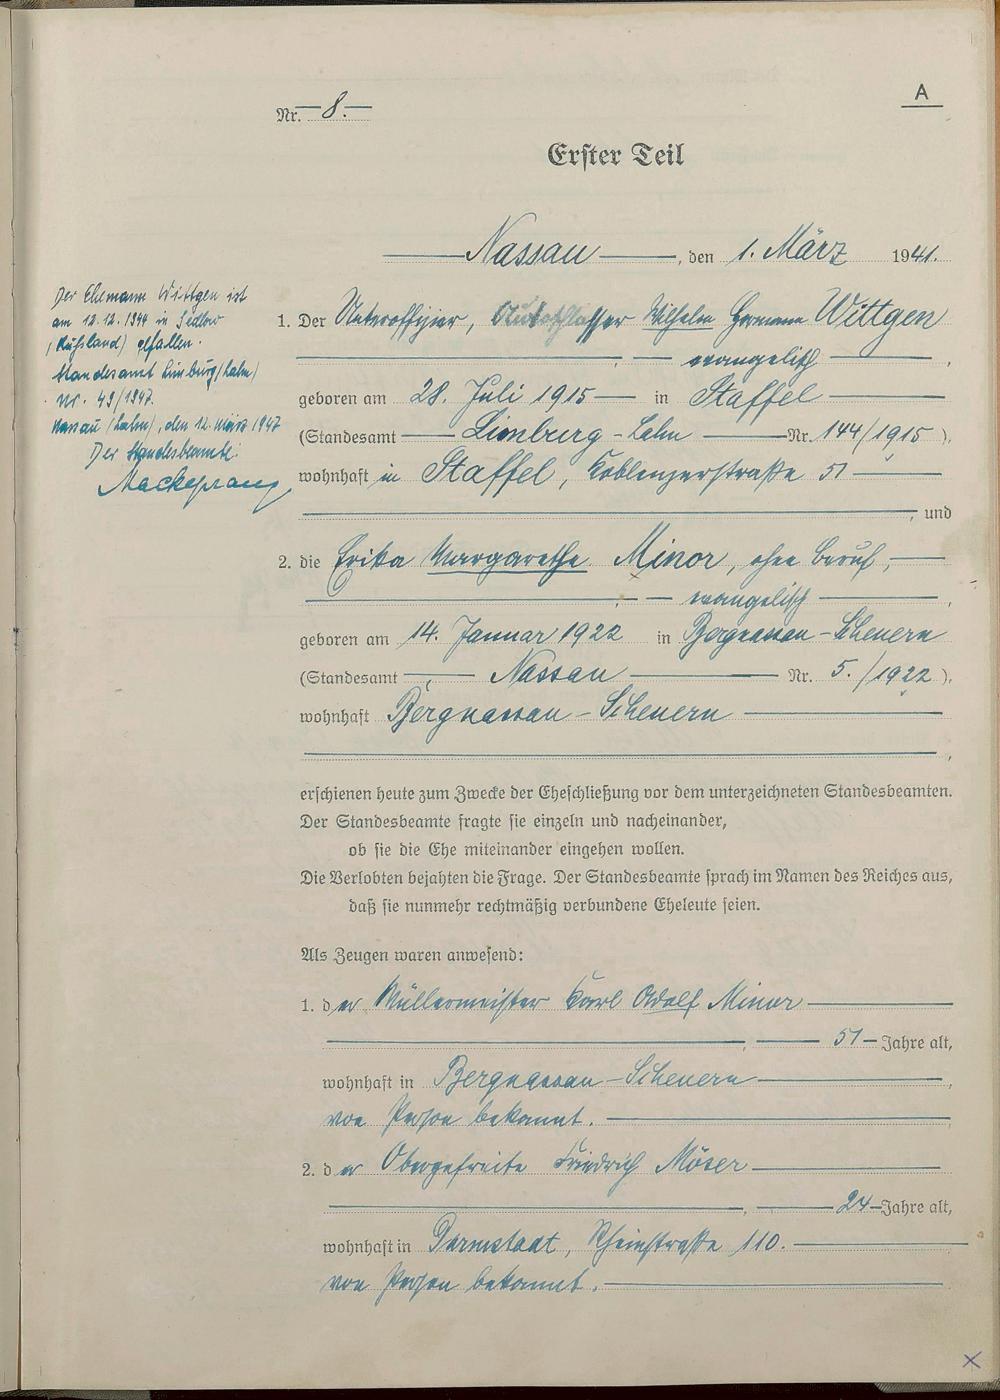 A
Nr. 8.
Erster Teil
Nassau, den 1. März 1941.
Der Ehemann Wittgen ist
am 12.12.1944 in Sidlow
(Rußland) gefallen.
Standesamt Limburg (Lahn)
Nr. 49/1947.
Nassau (Lahn), den 12. März 1947
Der Standesbeamte:
1. Der Unteroffizier, Autoschlosser Wilhelm Hermann Wittgen
, evangelisch,
geboren am 28. Juli 1915 in Staffel
(Standesamt Limburg-Lahn Nr. 144/1915),
wohnhaft in Staffel, Koblenzerstraße 51
, und
2. die Erika Margarethe Minor, ohne Beruf,
, evangelisch,
geboren am 14. Januar 1922 in Bergnassau-Scheuern
(Standesamt Nassau Nr. 5./1922),
wohnhaft Bergnassau-Scheuern
,
erschienen heute zum Zwecke der Eheschließung vor dem unterzeichneten Standesbeamten.
Der Standesbeamte fragte sie einzeln und nacheinander,
ob sie die Ehe miteinander eingehen wollen.
Die Verlobten bejahten die Frage. Der Standesbeamte sprach im Namen des Reiches aus,
daß sie nunmehr rechtmäßig verbundene Eheleute seien.
Als Zeugen waren anwesend:
1. der Müllermeister Karl Adolf Minor
, 51 Jahre alt,
wohnhaft in Bergnassau-Scheuern,
von Person bekannt.
2. der Obergefreite Friedrich Möser
, 24 Jahre alt,
wohnhaft in Darmstadt, Rheinstraße 110.
von Person bekannt.